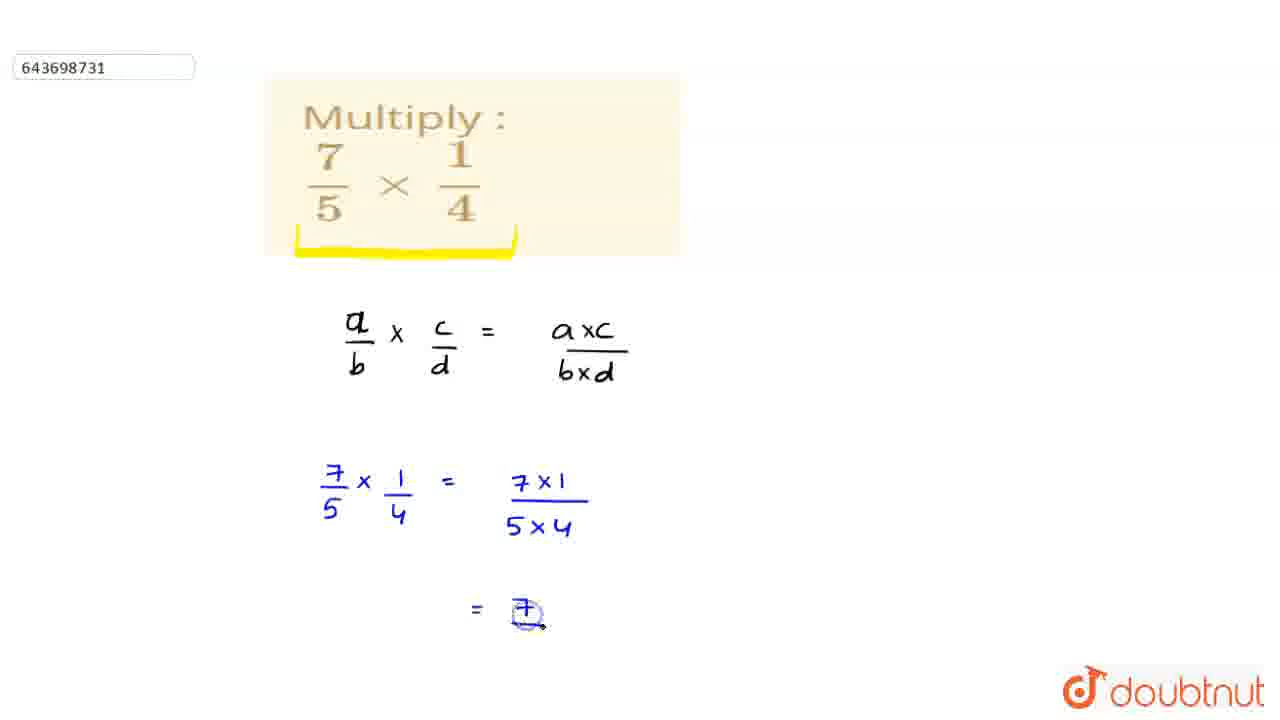 643698731
Multiply :
7/5 × 1/4
a/b × c/d = a×c/b×d
7/5 × 1/4 = 7×1/5×4
= 7/
doubtnut